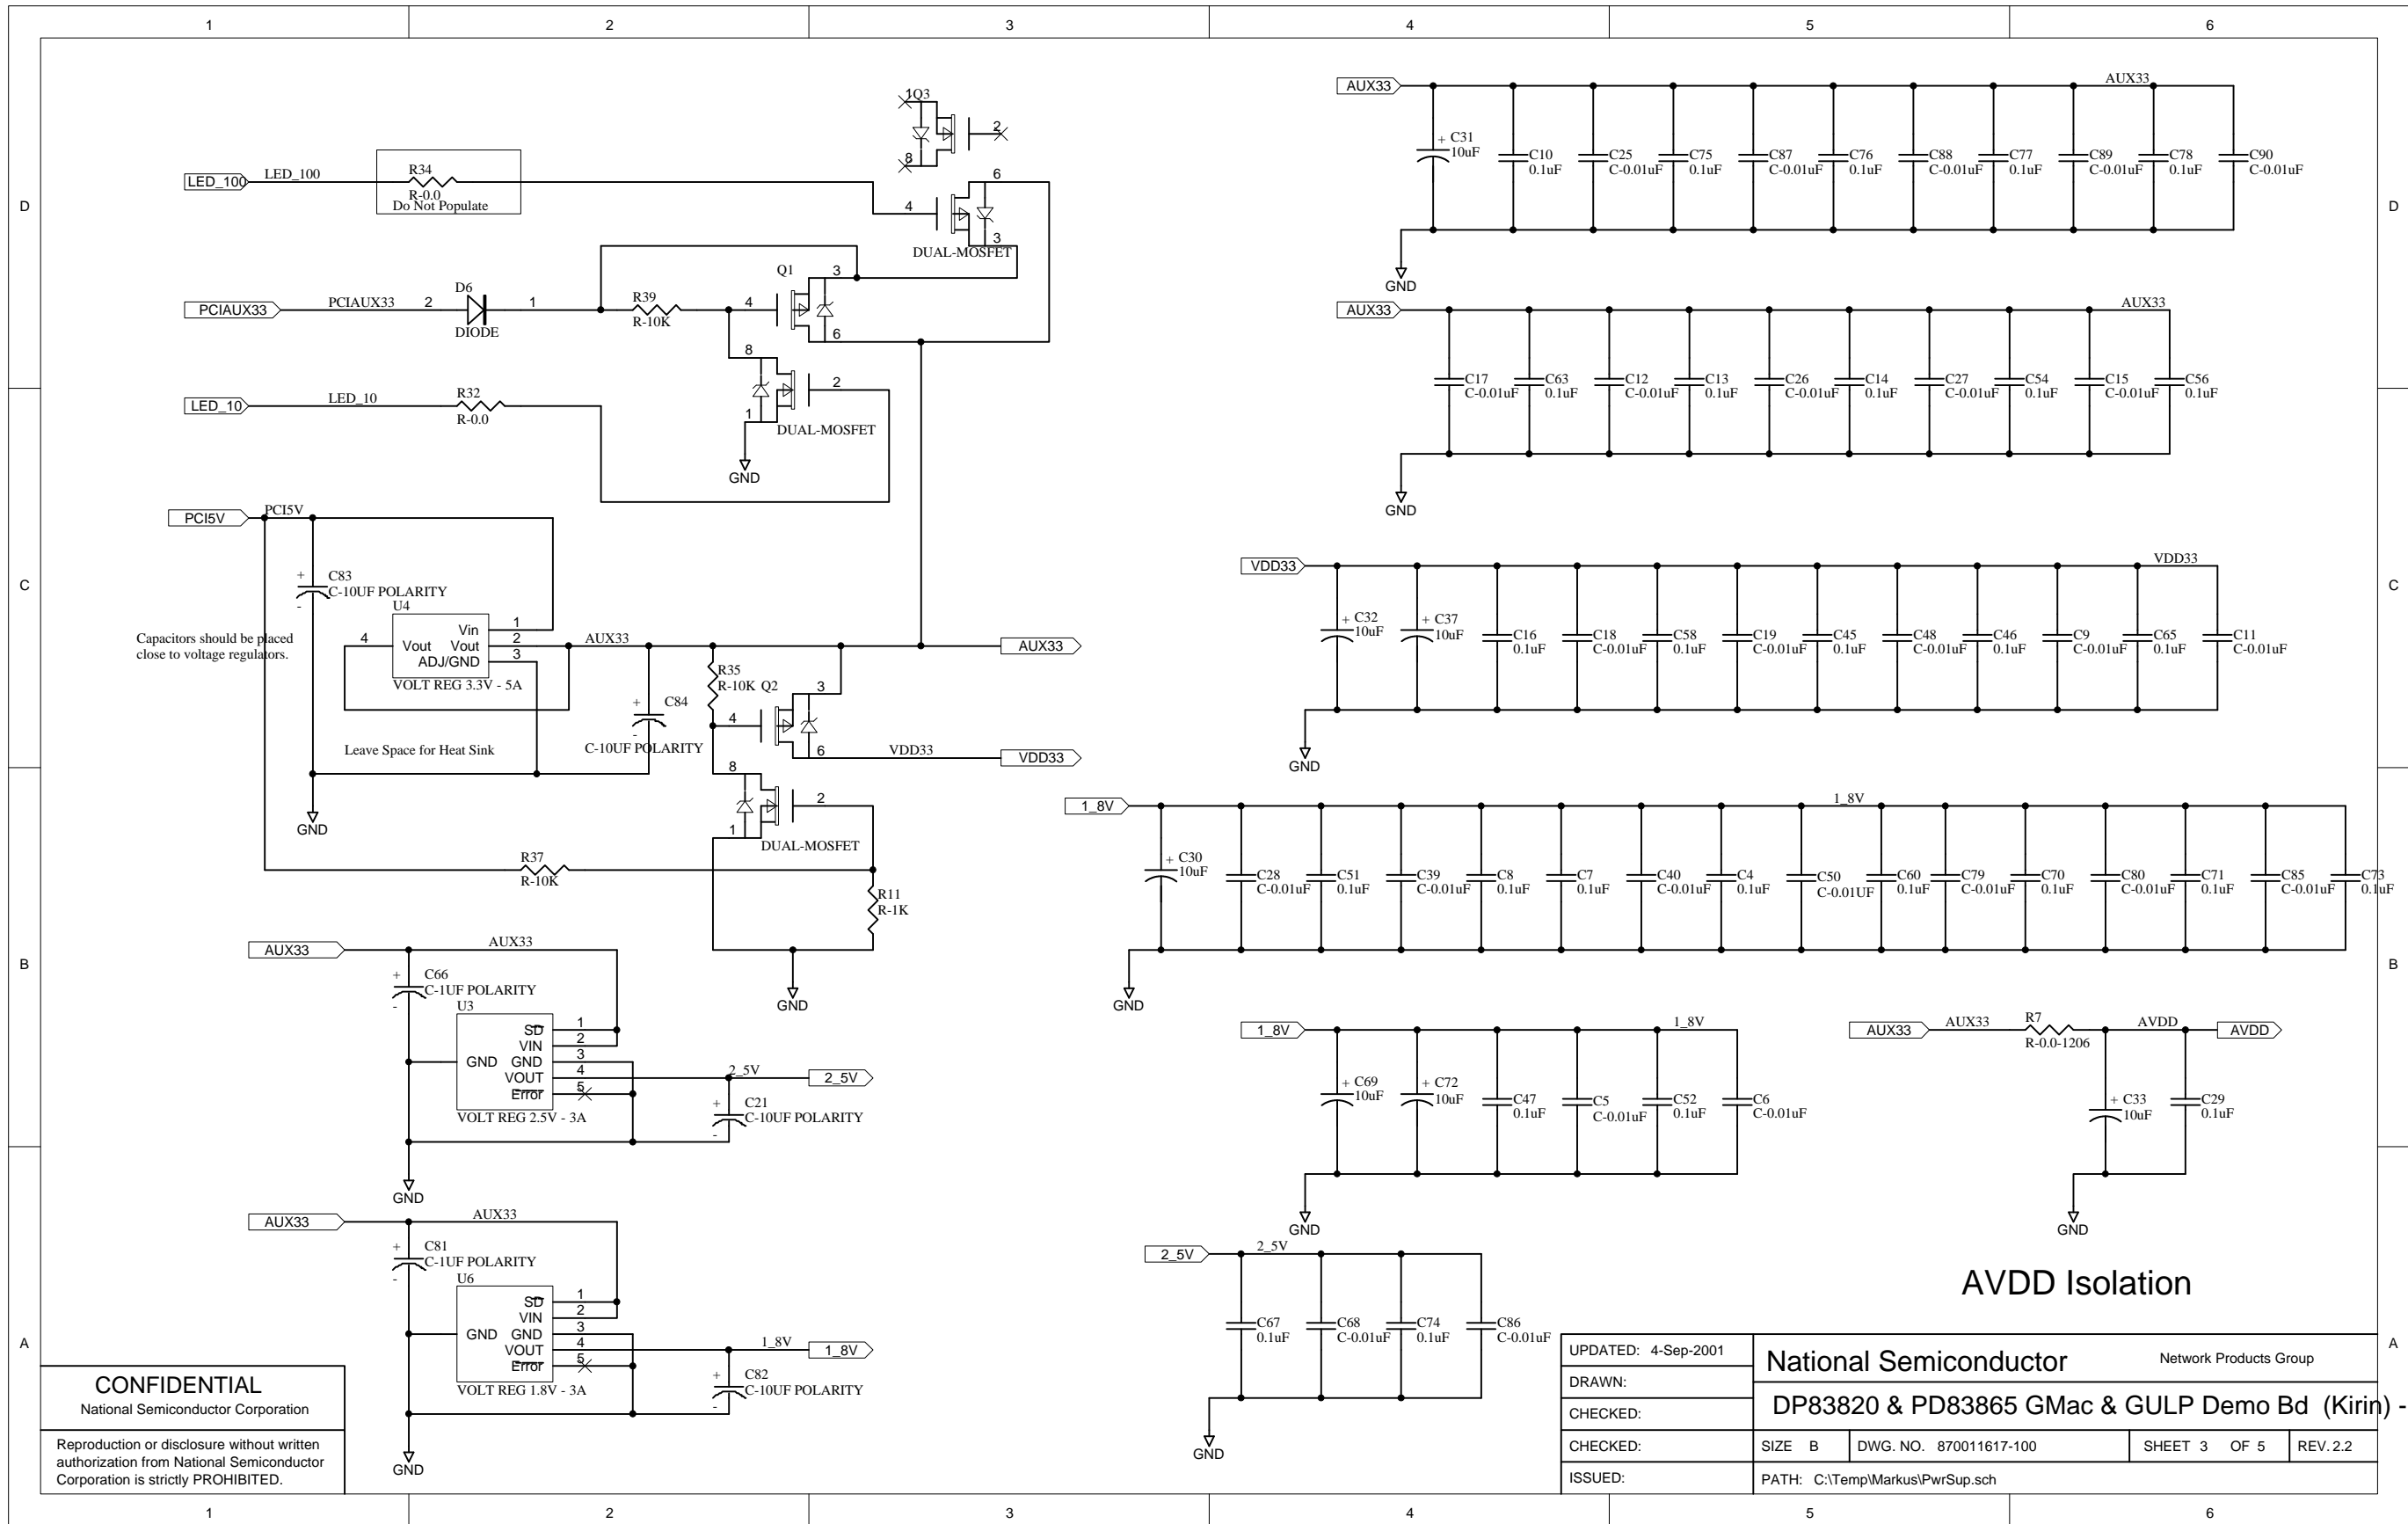 1 2 3 4 5 6
D
C
B
A
1 Q3
2
8
LED_100 LED_100 R34
R-0.0
Do Not Populate
6
4
3
DUAL-MOSFET
PCIAUX33 PCIAUX33 2 D6 1
DIODE
R39
R-10K
Q1
3
4
6
8
2
1
DUAL-MOSFET
GND
LED_10 LED_10 R32
R-0.0
PCI5V PCI5V
+ C83
C-10UF POLARITY
-
Capacitors should be placed
close to voltage regulators.
U4
Vin 1
4 Vout Vout 2
ADJ/GND 3
VOLT REG 3.3V - 5A
Leave Space for Heat Sink
GND
AUX33
+ C84
-
C-10UF POLARITY
R35
R-10K Q2
3
4
6
AUX33
VDD33 VDD33
8
2
1
DUAL-MOSFET
R37
R-10K
R11
R-1K
GND
AUX33 AUX33
+ C66
C-1UF POLARITY
-
U3
SD 1
VIN 2
GND GND 3
VOUT 4
Error 5
VOLT REG 2.5V - 3A
2_5V 2_5V
+ C21
C-10UF POLARITY
-
GND
AUX33 AUX33
+ C81
C-1UF POLARITY
-
U6
SD 1
VIN 2
GND GND 3
VOUT 4
Error 5
VOLT REG 1.8V - 3A
1_8V 1_8V
+ C82
C-10UF POLARITY
-
GND
AUX33 AUX33
+ C31
10uF
C10
0.1uF
C25
C-0.01uF
C75
0.1uF
C87
C-0.01uF
C76
0.1uF
C88
C-0.01uF
C77
0.1uF
C89
C-0.01uF
C78
0.1uF
C90
C-0.01uF
GND
AUX33 AUX33
C17
C-0.01uF
C63
0.1uF
C12
C-0.01uF
C13
0.1uF
C26
C-0.01uF
C14
0.1uF
C27
C-0.01uF
C54
0.1uF
C15
C-0.01uF
C56
0.1uF
GND
VDD33 VDD33
+ C32
10uF
+ C37
10uF
C16
0.1uF
C18
C-0.01uF
C58
0.1uF
C19
C-0.01uF
C45
0.1uF
C48
C-0.01uF
C46
0.1uF
C9
C-0.01uF
C65
0.1uF
C11
C-0.01uF
GND
1_8V 1_8V
+ C30
10uF
C28
C-0.01uF
C51
0.1uF
C39
C-0.01uF
C8
0.1uF
C7
0.1uF
C40
C-0.01uF
C4
0.1uF
C50
C-0.01UF
C60
0.1uF
C79
C-0.01uF
C70
0.1uF
C80
C-0.01uF
C71
0.1uF
C85
C-0.01uF
C73
0.1uF
GND
1_8V 1_8V
+ C69
10uF
+ C72
10uF
C47
0.1uF
C5
C-0.01uF
C52
0.1uF
C6
C-0.01uF
GND
AUX33 AUX33 R7 AVDD AVDD
R-0.0-1206
+ C33
10uF
C29
0.1uF
GND
2_5V 2_5V
C67
0.1uF
C68
C-0.01uF
C74
0.1uF
C86
C-0.01uF
GND
AVDD Isolation
CONFIDENTIAL
National Semiconductor Corporation
Reproduction or disclosure without written
authorization from National Semiconductor
Corporation is strictly PROHIBITED.
UPDATED: 4-Sep-2001
DRAWN:
CHECKED:
CHECKED:
ISSUED:
National Semiconductor Network Products Group
DP83820 & PD83865 GMac & GULP Demo Bd (Kirin) -
SIZE B DWG. NO. 870011617-100 SHEET 3 OF 5 REV. 2.2
PATH: C:\Temp\Markus\PwrSup.sch
D
C
B
A
1 2 3 4 5 6